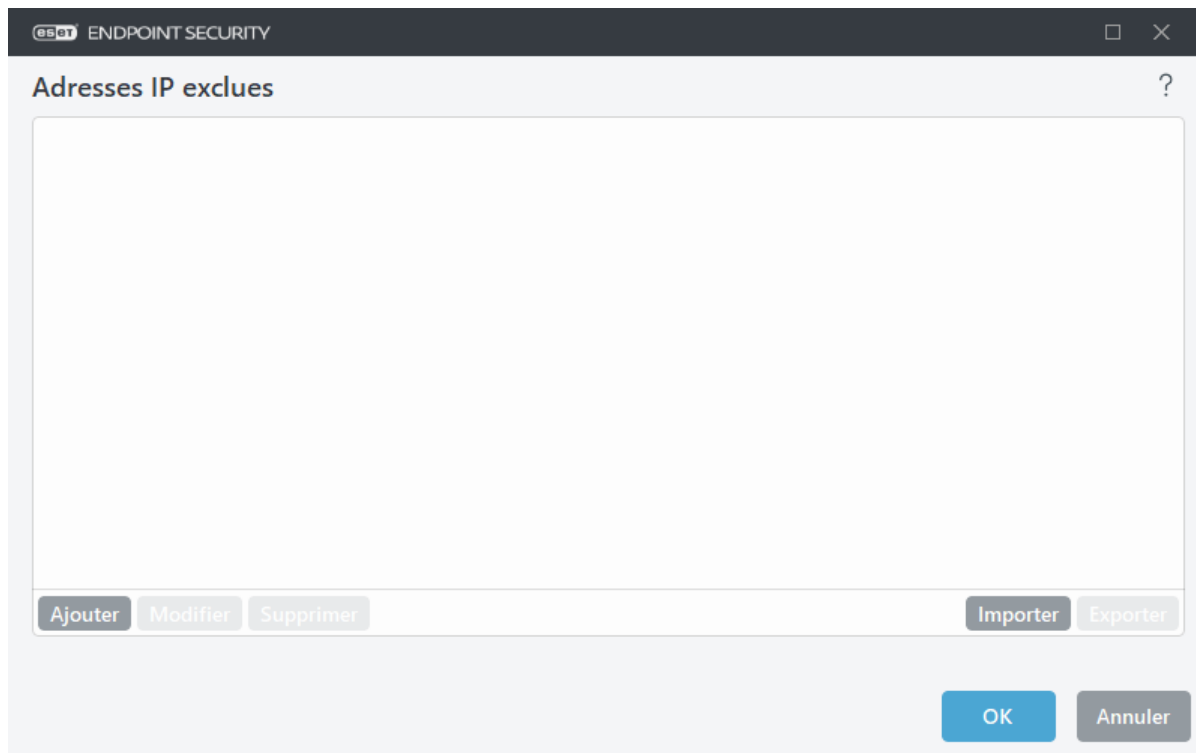 eset ENDPOINT SECURITY
Adresses IP exclues
?
Ajouter Modifier Supprimer Importer Exporter
OK Annuler